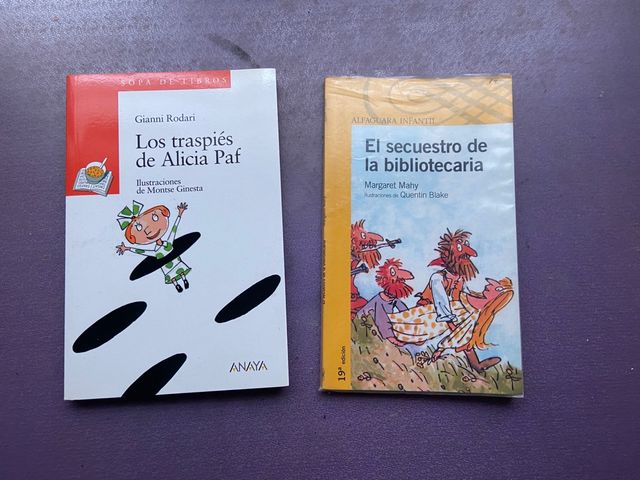 SOPA DE LIBROS
Gianni Rodari
Los traspiés
de Alicia Paf
Ilustraciones
de Montse Ginesta
ANAYA
ALFAGUARA INFANTIL
El secuestro de
la bibliotecaria
Margaret Mahy
Ilustraciones de Quentin Blake
19ª edición